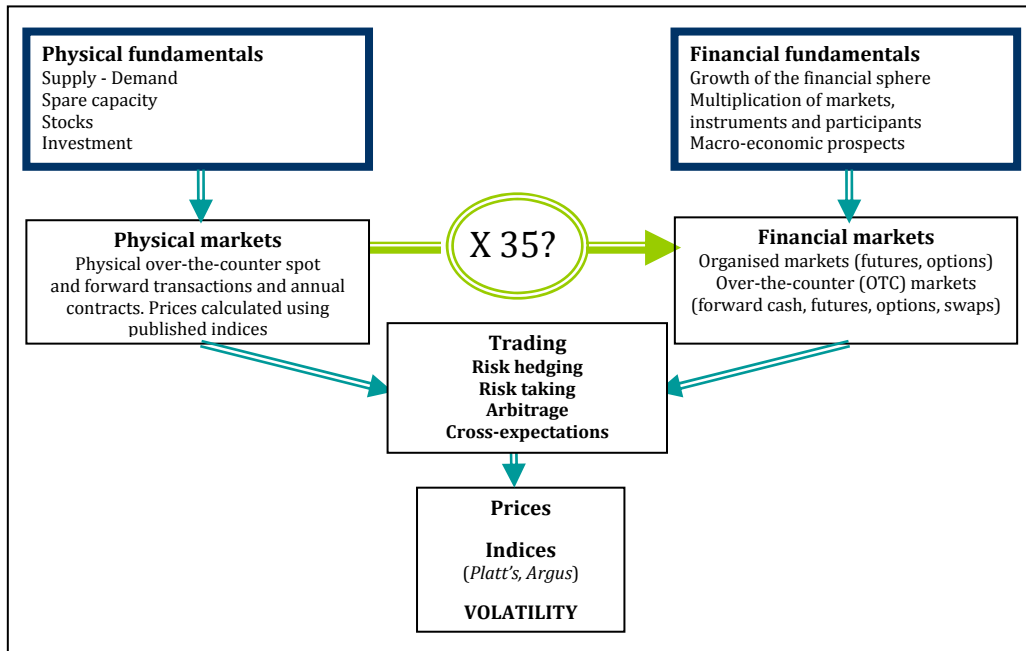 Physical fundamentals
Supply - Demand
Spare capacity
Stocks
Investment
Financial fundamentals
Growth of the financial sphere
Multiplication of markets,
instruments and participants
Macro-economic prospects
Physical markets
Physical over-the-counter spot
and forward transactions and annual
contracts. Prices calculated using
published indices
X 35?
Financial markets
Organised markets (futures, options)
Over-the-counter (OTC) markets
(forward cash, futures, options, swaps)
Trading
Risk hedging
Risk taking
Arbitrage
Cross-expectations
Prices
Indices
(Platt's, Argus)
VOLATILITY